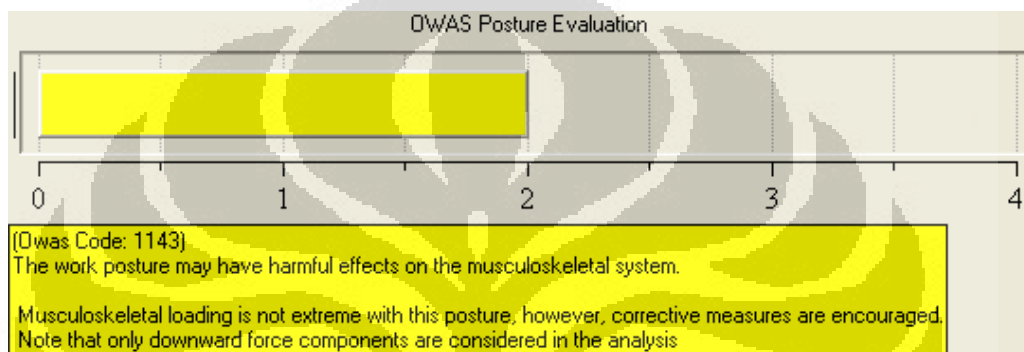 OWAS Posture Evaluation
0 1 2 3 4
(Owas Code: 1143)
The work posture may have harmful effects on the musculoskeletal system.
Musculoskeletal loading is not extreme with this posture, however, corrective measures are encouraged.
Note that only downward force components are considered in the analysis